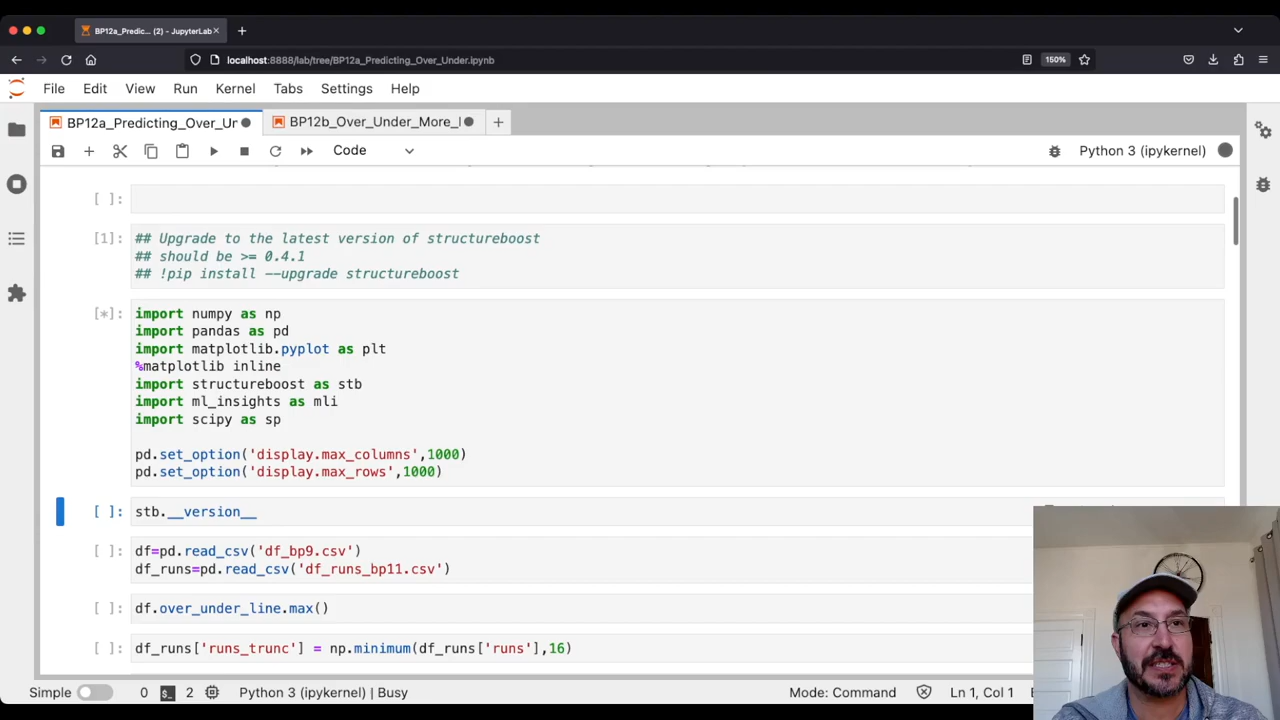 BP12a_Predic... (2) - JupyterLab
localhost:8888/lab/tree/BP12a_Predicting_Over_Under.ipynb
150%
File Edit View Run Kernel Tabs Settings Help
BP12a_Predicting_Over_Ur
BP12b_Over_Under_More_I
Code
Python 3 (ipykernel)
[ ]:
[1]: ## Upgrade to the latest version of structureboost
## should be >= 0.4.1
## !pip install --upgrade structureboost
[*]: import numpy as np
import pandas as pd
import matplotlib.pyplot as plt
%matplotlib inline
import structureboost as stb
import ml_insights as mli
import scipy as sp
pd.set_option('display.max_columns',1000)
pd.set_option('display.max_rows',1000)
[ ]: stb.__version__
[ ]: df=pd.read_csv('df_bp9.csv')
df_runs=pd.read_csv('df_runs_bp11.csv')
[ ]: df.over_under_line.max()
[ ]: df_runs['runs_trunc'] = np.minimum(df_runs['runs'],16)
Simple 0 2 Python 3 (ipykernel) | Busy Mode: Command Ln 1, Col 1